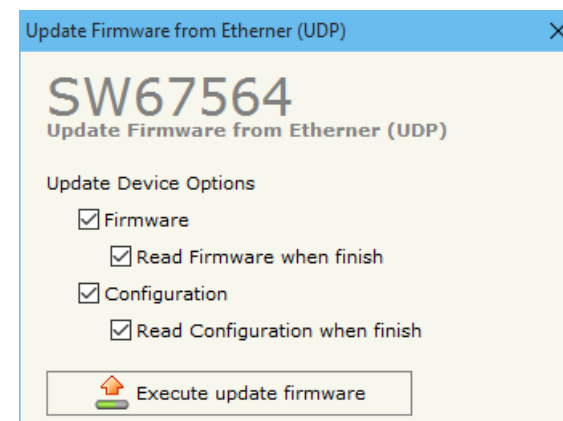 Update Firmware from Etherner (UDP)
SW67564
Update Firmware from Etherner (UDP)
Update Device Options
Firmware
Read Firmware when finish
Configuration
Read Configuration when finish
Execute update firmware